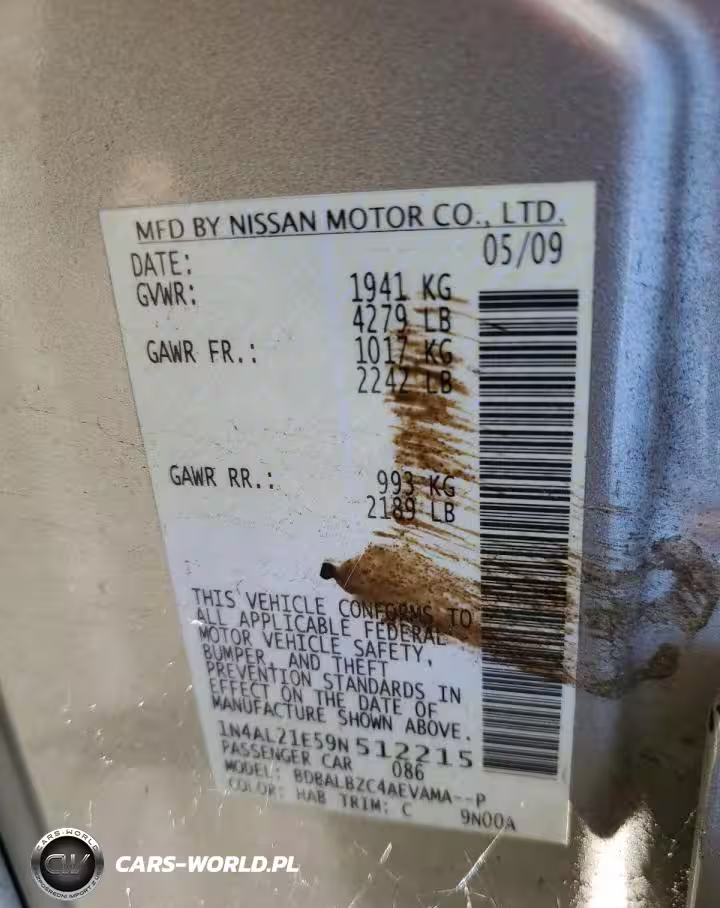 MFD BY NISSAN MOTOR CO., LTD.
DATE: 05/09
GVWR: 1941 KG
4279 LB
GAWR FR.: 1017 KG
2242 LB
GAWR RR.: 993 KG
2189 LB
THIS VEHICLE CONFORMS TO
ALL APPLICABLE FEDERAL
MOTOR VEHICLE SAFETY,
BUMPER, AND THEFT
PREVENTION STANDARDS IN
EFFECT ON THE DATE OF
MANUFACTURE SHOWN ABOVE.
1N4AL21E59N512215
PASSENGER CAR 086
MODEL: BDBALBZC4AEVAMA--P
COLOR: HAB TRIM: C 9N00A
CARS-WORLD
CW
CARS-WORLD.PL